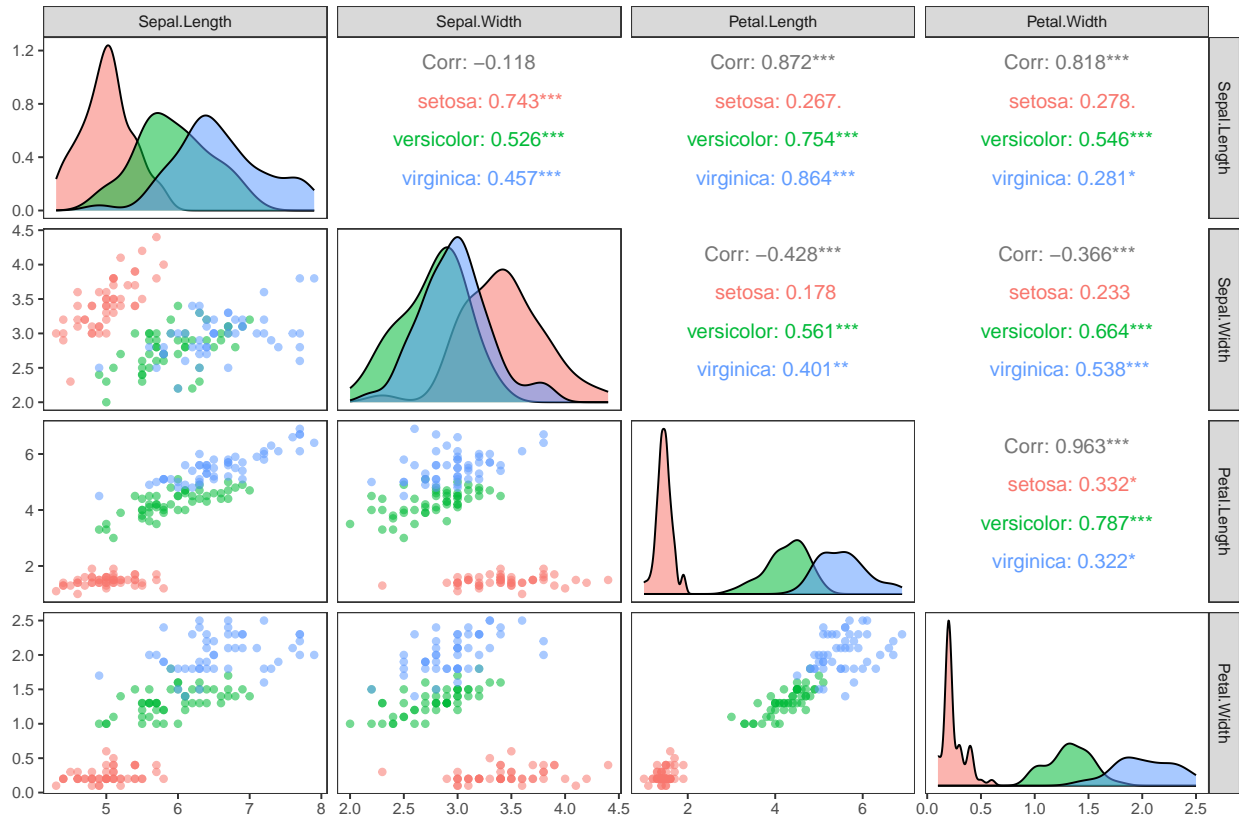 Sepal.Length
Sepal.Width
Petal.Length
Petal.Width
1.2
0.8
0.4
0.0
Corr: −0.118
setosa: 0.743***
versicolor: 0.526***
virginica: 0.457***
Corr: 0.872***
setosa: 0.267.
versicolor: 0.754***
virginica: 0.864***
Corr: 0.818***
setosa: 0.278.
versicolor: 0.546***
virginica: 0.281*
Sepal.Length
4.5
4.0
3.5
3.0
2.5
2.0
Corr: −0.428***
setosa: 0.178
versicolor: 0.561***
virginica: 0.401**
Corr: −0.366***
setosa: 0.233
versicolor: 0.664***
virginica: 0.538***
Sepal.Width
6
4
2
Corr: 0.963***
setosa: 0.332*
versicolor: 0.787***
virginica: 0.322*
Petal.Length
2.5
2.0
1.5
1.0
0.5
0.0
Petal.Width
5 6 7 8
2.0 2.5 3.0 3.5 4.0 4.5
2 4 6
0.0 0.5 1.0 1.5 2.0 2.5